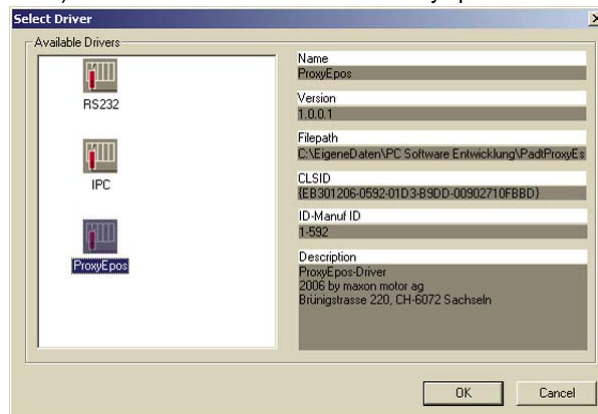 Select Driver
Available Drivers
RS232
IPC
ProxyEpos
Name
ProxyEpos
Version
1.0.0.1
Filepath
C:\EigeneDaten\PC Software Entwicklung\PadtProxyEs
CLSID
{EB301206-0592-01D3-B9DD-00902710FBBD}
ID-Manuf ID
1-592
Description
ProxyEpos-Driver
2006 by maxon motor ag
Brünigstrasse 220, CH-6072 Sachseln
OK Cancel